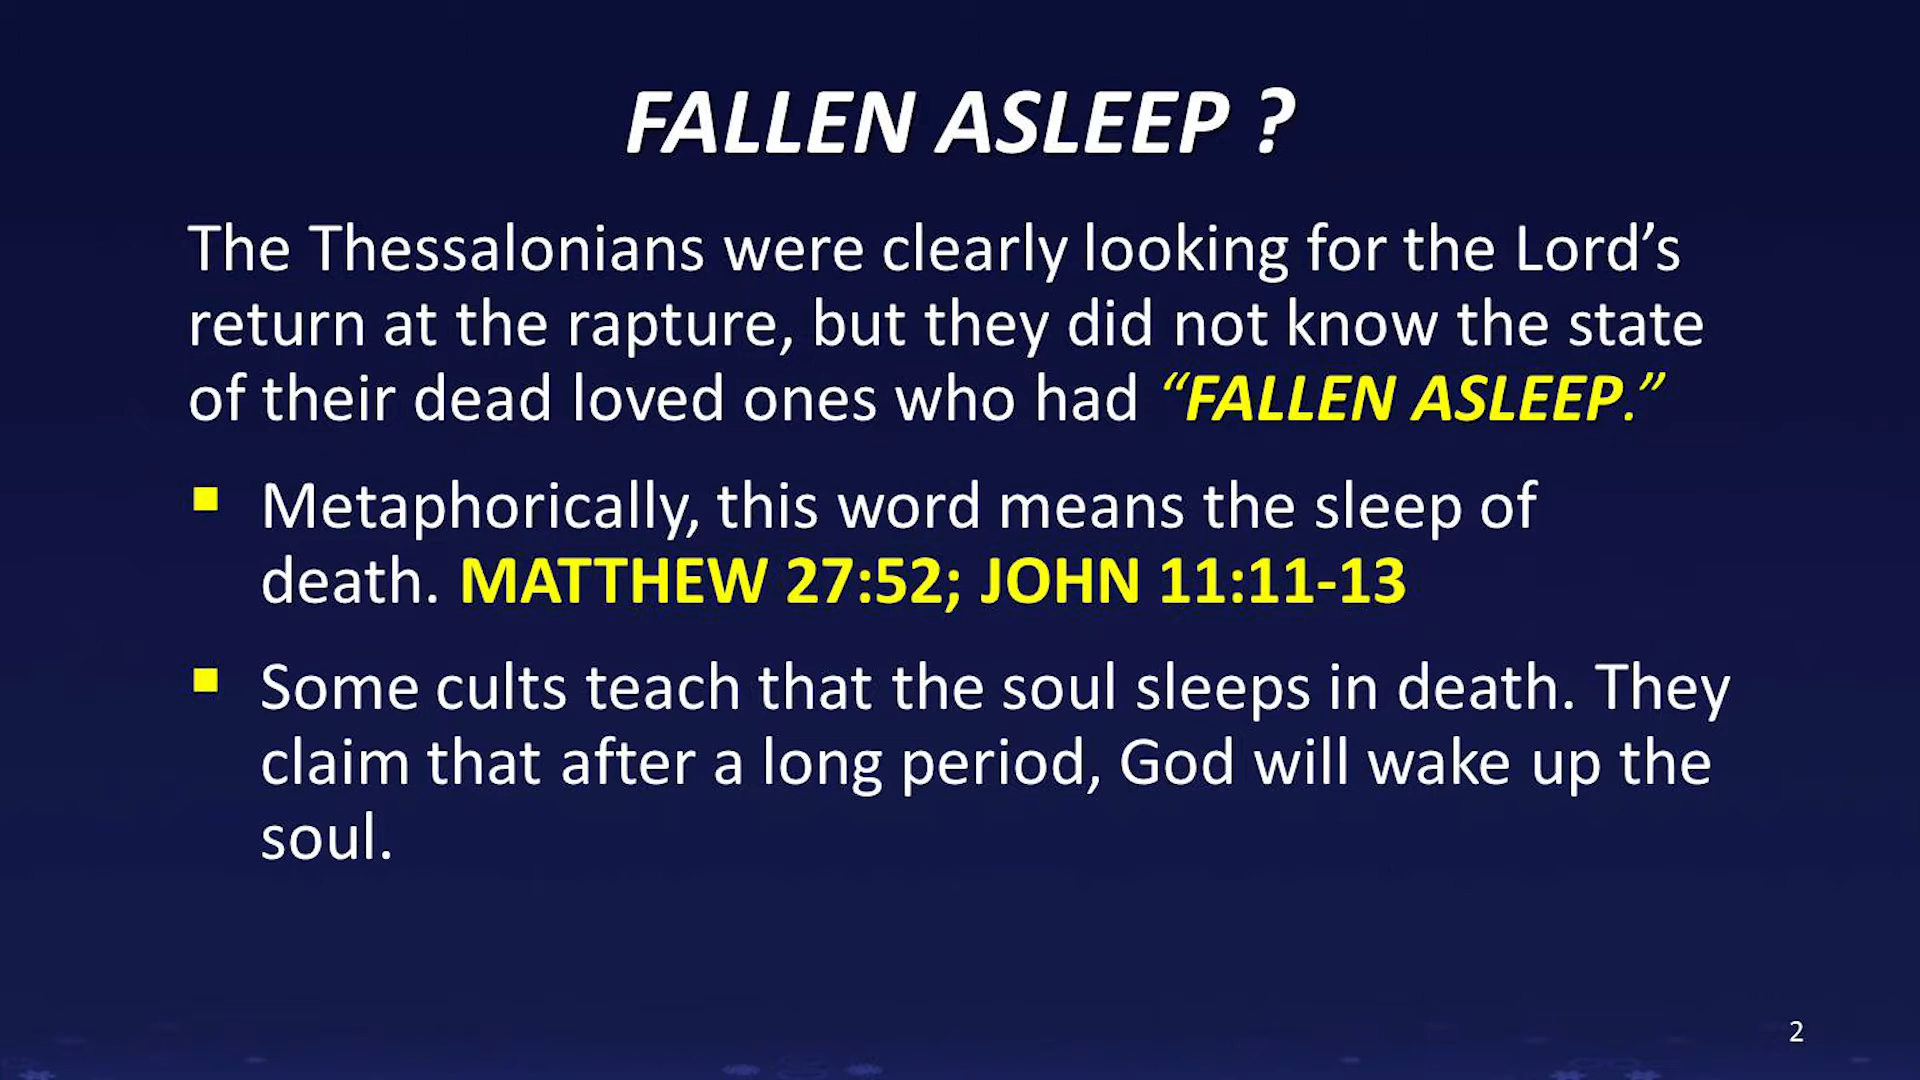 FALLEN ASLEEP ?
The Thessalonians were clearly looking for the Lord’s
return at the rapture, but they did not know the state
of their dead loved ones who had “FALLEN ASLEEP.”
Metaphorically, this word means the sleep of
death. MATTHEW 27:52; JOHN 11:11-13
Some cults teach that the soul sleeps in death. They
claim that after a long period, God will wake up the
soul.
2